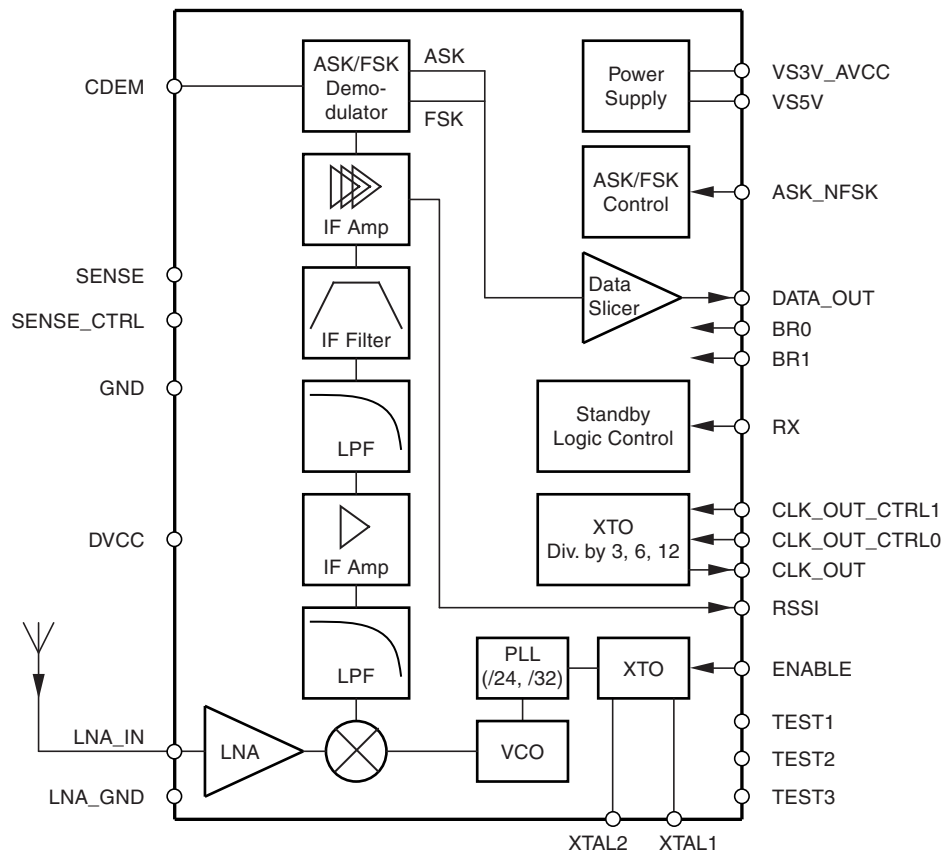 CDEM
SENSE
SENSE_CTRL
GND
DVCC
LNA_IN
LNA_GND
ASK/FSK
Demo-
dulator
ASK
FSK
IF Amp
IF Filter
LPF
IF Amp
LPF
LNA
Power
Supply
ASK/FSK
Control
Data
Slicer
Standby
Logic Control
XTO
Div. by 3, 6, 12
PLL
(/24, /32)
XTO
VCO
VS3V_AVCC
VS5V
ASK_NFSK
DATA_OUT
BR0
BR1
RX
CLK_OUT_CTRL1
CLK_OUT_CTRL0
CLK_OUT
RSSI
ENABLE
TEST1
TEST2
TEST3
XTAL2
XTAL1